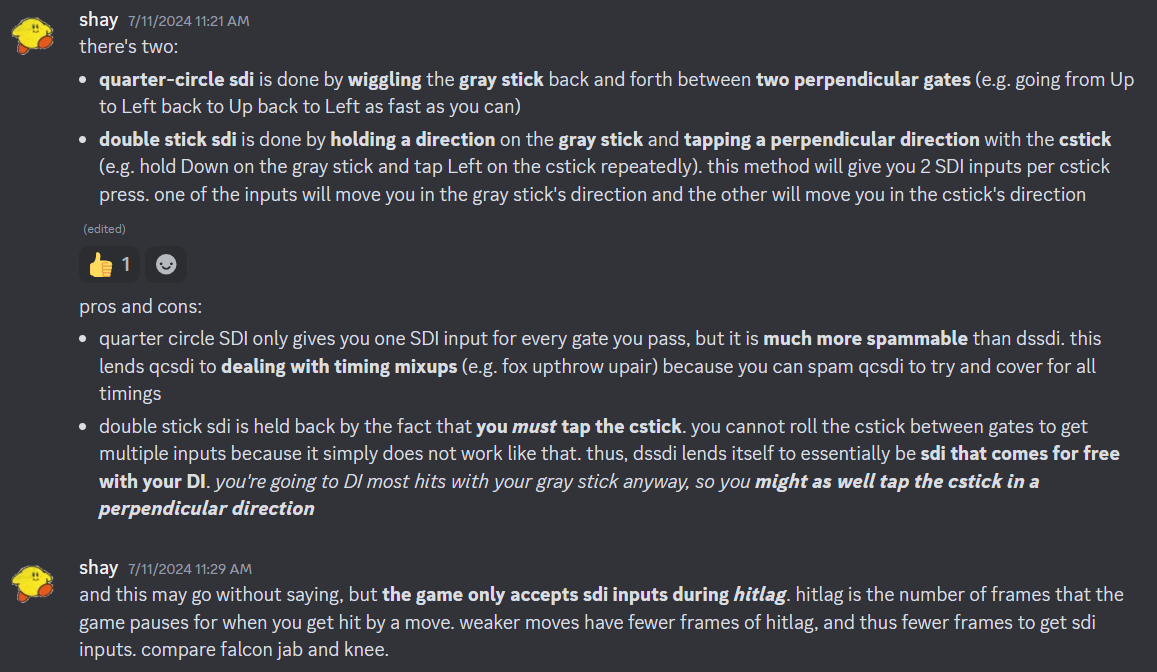 shay 7/11/2024 11:21 AM
there's two:
• quarter-circle sdi is done by wiggling the gray stick back and forth between two perpendicular gates (e.g. going from Up
to Left back to Up back to Left as fast as you can)
• double stick sdi is done by holding a direction on the gray stick and tapping a perpendicular direction with the cstick
(e.g. hold Down on the gray stick and tap Left on the cstick repeatedly). this method will give you 2 SDI inputs per cstick
press. one of the inputs will move you in the gray stick's direction and the other will move you in the cstick's direction
(edited)
👍 1
pros and cons:
• quarter circle SDI only gives you one SDI input for every gate you pass, but it is much more spammable than dssdi. this
lends qcsdi to dealing with timing mixups (e.g. fox upthrow upair) because you can spam qcsdi to try and cover for all
timings
• double stick sdi is held back by the fact that you must tap the cstick. you cannot roll the cstick between gates to get
multiple inputs because it simply does not work like that. thus, dssdi lends itself to essentially be sdi that comes for free
with your DI. you're going to DI most hits with your gray stick anyway, so you might as well tap the cstick in a
perpendicular direction
shay 7/11/2024 11:29 AM
and this may go without saying, but the game only accepts sdi inputs during hitlag. hitlag is the number of frames that the
game pauses for when you get hit by a move. weaker moves have fewer frames of hitlag, and thus fewer frames to get sdi
inputs. compare falcon jab and knee.